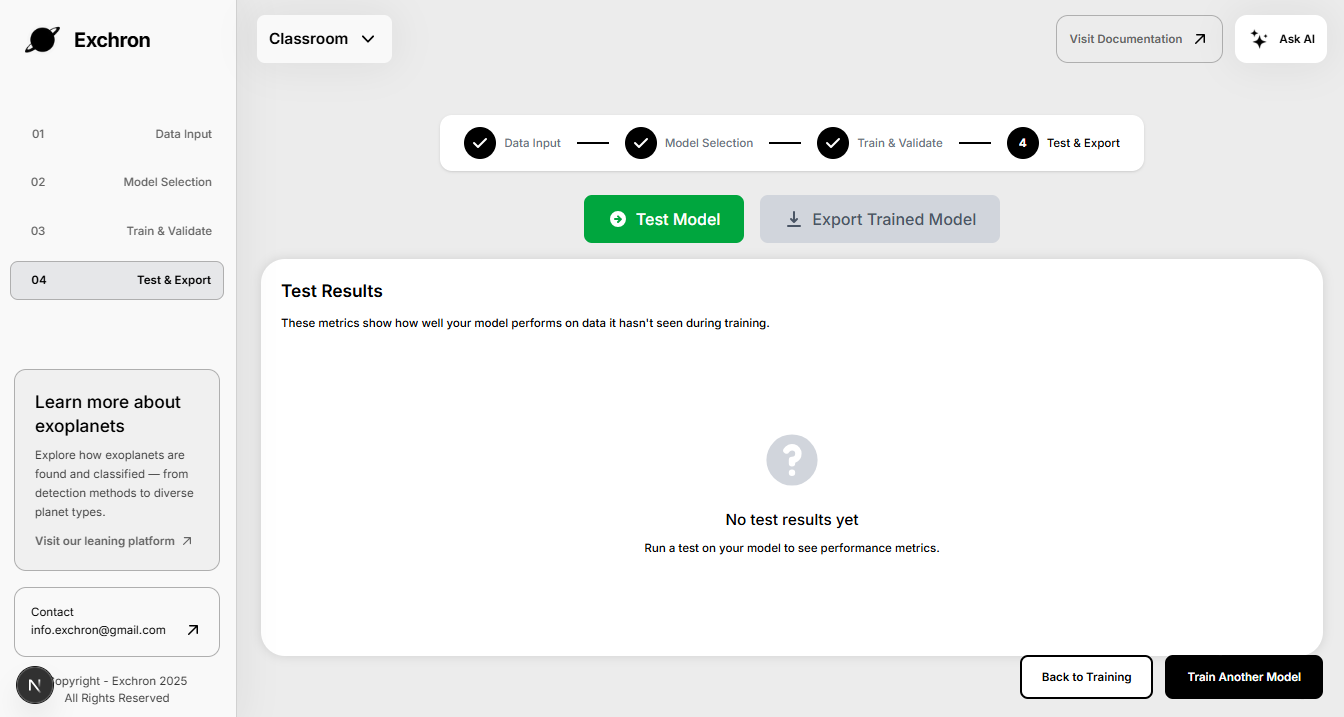 Exchron
Classroom
Visit Documentation
Ask AI
01 Data Input
02 Model Selection
03 Train & Validate
04 Test & Export
Data Input
Model Selection
Train & Validate
4 Test & Export
Test Model
Export Trained Model
Test Results
These metrics show how well your model performs on data it hasn't seen during training.
No test results yet
Run a test on your model to see performance metrics.
Learn more about
exoplanets
Explore how exoplanets are
found and classified — from
detection methods to diverse
planet types.
Visit our leaning platform
Contact
info.exchron@gmail.com
N
opyright - Exchron 2025
All Rights Reserved
Back to Training
Train Another Model